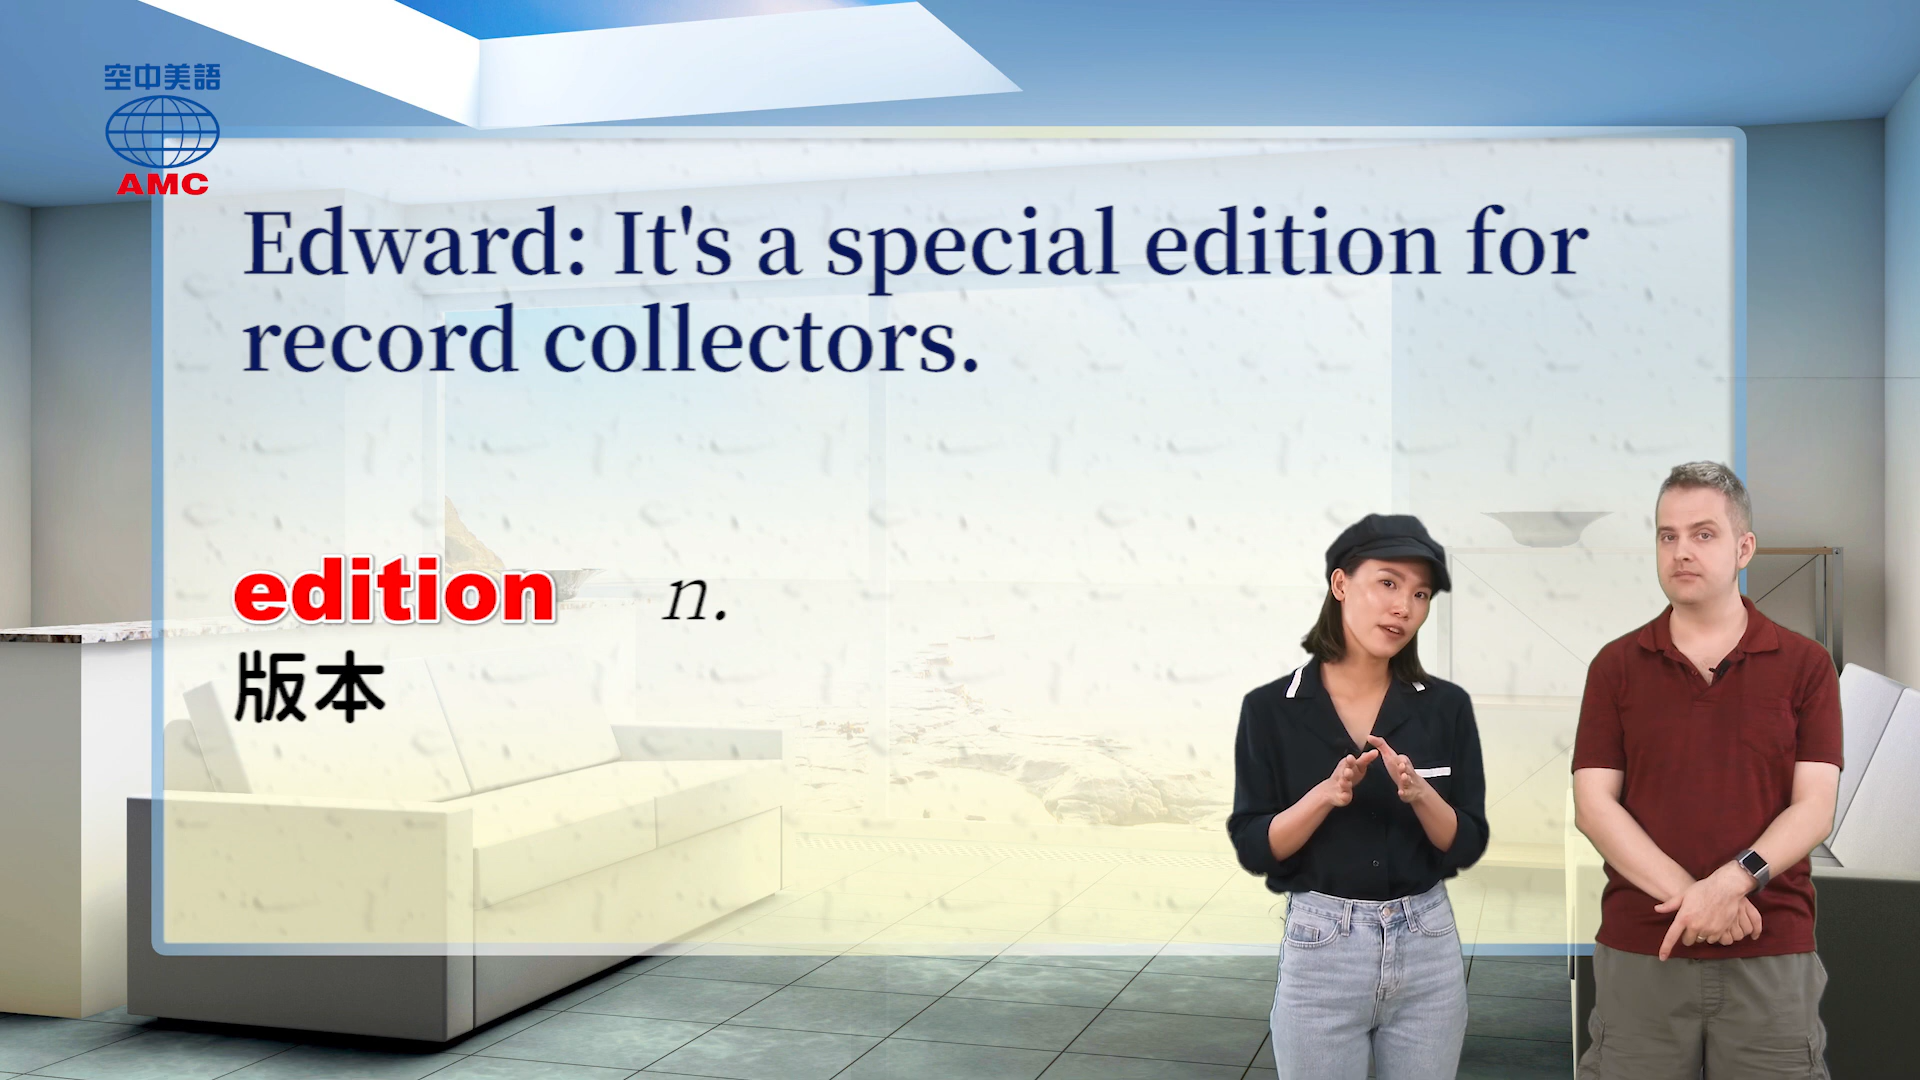 空中美語
AMC
Edward: It's a special edition for
record collectors.
edition n.
版本